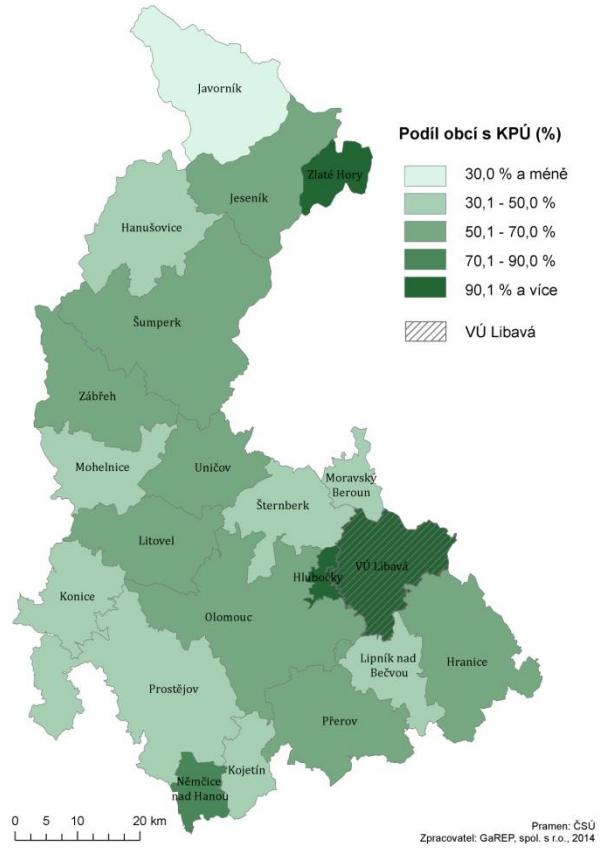 Javorník
Podíl obcí s KPÚ (%)
Zlaté Hory
30,0 % a méně
Jeseník
30,1 - 50,0 %
Hanušovice
50,1 - 70,0 %
70,1 - 90,0 %
90,1 % a více
Šumperk
VÚ Libavá
Zábřeh
Mohelnice
Uničov
Moravský
Beroun
Šternberk
Litovel
VÚ Libavá
Hlubočky
Konice
Olomouc
Lipník nad
Bečvou
Hranice
Prostějov
Přerov
Kojetín
Němčice
nad Hanou
0 5 10 20 km
Pramen: ČSÚ
Zpracovatel: GaREP, spol. s r.o., 2014